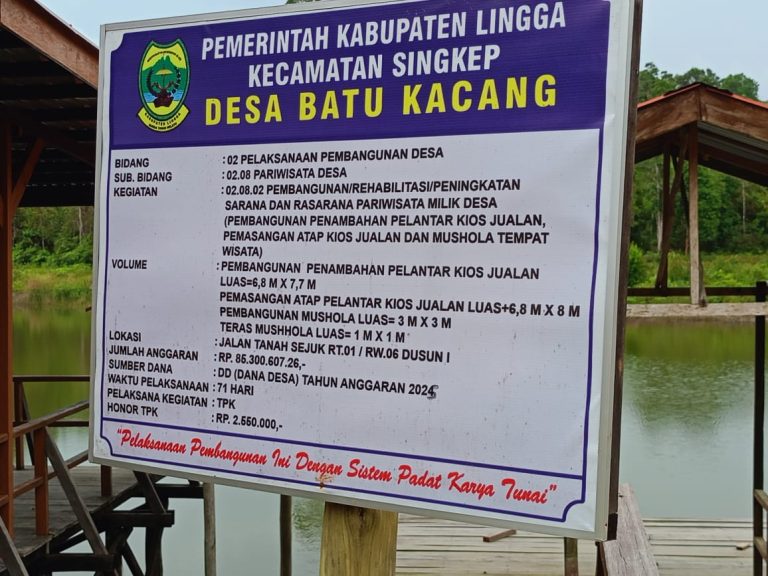 PEMERINTAH KABUPATEN LINGGA
KECAMATAN SINGKEP
DESA BATU KACANG
BIDANG : 02 PELAKSANAAN PEMBANGUNAN DESA
SUB. BIDANG : 02.08 PARIWISATA DESA
KEGIATAN : 02.08.02 PEMBANGUNAN/REHABILITASI/PENINGKATAN
SARANA DAN RASARANA PARIWISATA MILIK DESA
(PEMBANGUNAN PENAMBAHAN PELANTAR KIOS JUALAN,
PEMASANGAN ATAP KIOS JUALAN DAN MUSHOLA TEMPAT
WISATA)
VOLUME : PEMBANGUNAN PENAMBAHAN PELANTAR KIOS JUALAN
LUAS=6,8 M X 7,7 M
PEMASANGAN ATAP PELANTAR KIOS JUALAN LUAS+6,8 M X 8 M
PEMBANGUNAN MUSHOLA LUAS= 3 M X 3 M
TERAS MUSHHOLA LUAS= 1 M X 1 M
LOKASI : JALAN TANAH SEJUK RT.01 / RW.06 DUSUN I
JUMLAH ANGGARAN : RP. 85.300.607.26,-
SUMBER DANA : DD (DANA DESA) TAHUN ANGGARAN 2025
WAKTU PELAKSANAAN : 71 HARI
PELAKSANA KEGIATAN : TPK
HONOR TPK : RP. 2.550.000,-
"Pelaksanaan Pembangunan Ini Dengan Sistem Padat Karya Tunai"